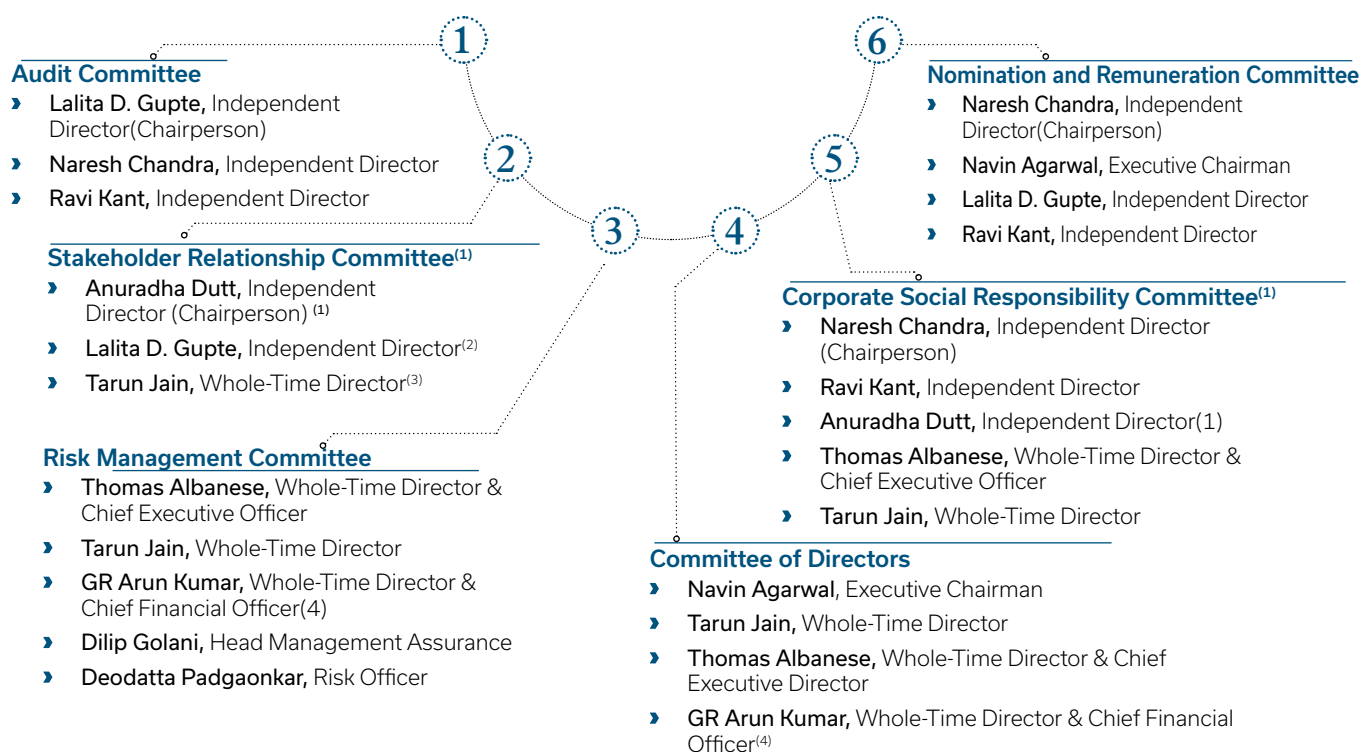 1
Audit Committee
Lalita D. Gupte, Independent
Director(Chairperson)
Naresh Chandra, Independent Director
Ravi Kant, Independent Director
2
Stakeholder Relationship Committee(1)
Anuradha Dutt, Independent
Director (Chairperson) (1)
Lalita D. Gupte, Independent Director(2)
Tarun Jain, Whole-Time Director(3)
3
Risk Management Committee
Thomas Albanese, Whole-Time Director &
Chief Executive Officer
Tarun Jain, Whole-Time Director
GR Arun Kumar, Whole-Time Director &
Chief Financial Officer(4)
Dilip Golani, Head Management Assurance
Deodatta Padgaonkar, Risk Officer
4
Committee of Directors
Navin Agarwal, Executive Chairman
Tarun Jain, Whole-Time Director
Thomas Albanese, Whole-Time Director & Chief
Executive Director
GR Arun Kumar, Whole-Time Director & Chief Financial
Officer(4)
5
Corporate Social Responsibility Committee(1)
Naresh Chandra, Independent Director
(Chairperson)
Ravi Kant, Independent Director
Anuradha Dutt, Independent Director(1)
Thomas Albanese, Whole-Time Director &
Chief Executive Officer
Tarun Jain, Whole-Time Director
6
Nomination and Remuneration Committee
Naresh Chandra, Independent
Director(Chairperson)
Navin Agarwal, Executive Chairman
Lalita D. Gupte, Independent Director
Ravi Kant, Independent Director